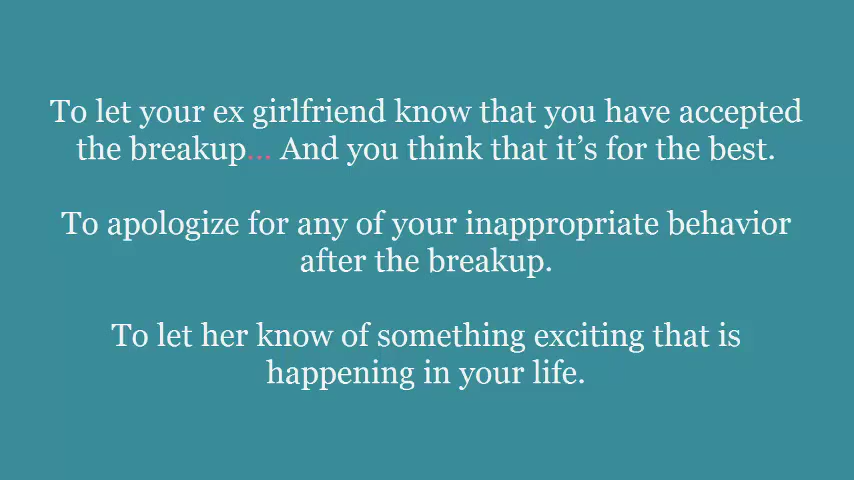 To let your ex girlfriend know that you have accepted
the breakup... And you think that it’s for the best.
To apologize for any of your inappropriate behavior
after the breakup.
To let her know of something exciting that is
happening in your life.